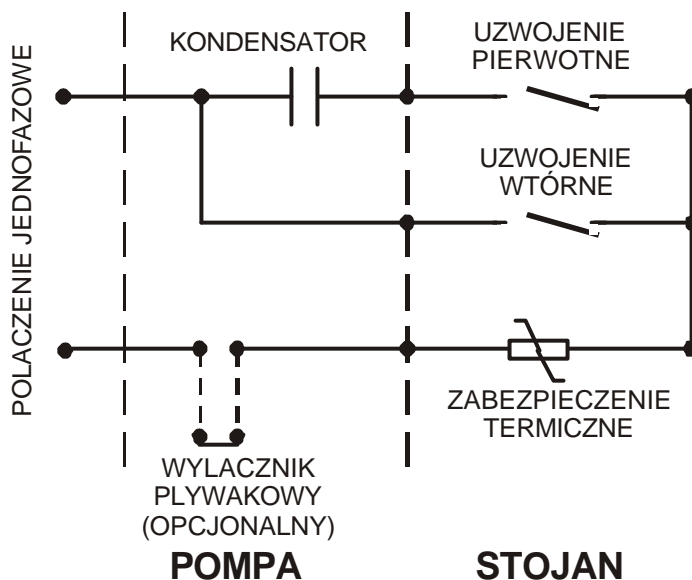 POLACZENIE JEDNOFAZOWE
KONDENSATOR
UZWOJENIE
PIERWOTNE
UZWOJENIE
WTÓRNE
ZABEZPIECZENIE
TERMICZNE
WYLACZNIK
PLYWAKOWY
(OPCJONALNY)
POMPA
STOJAN